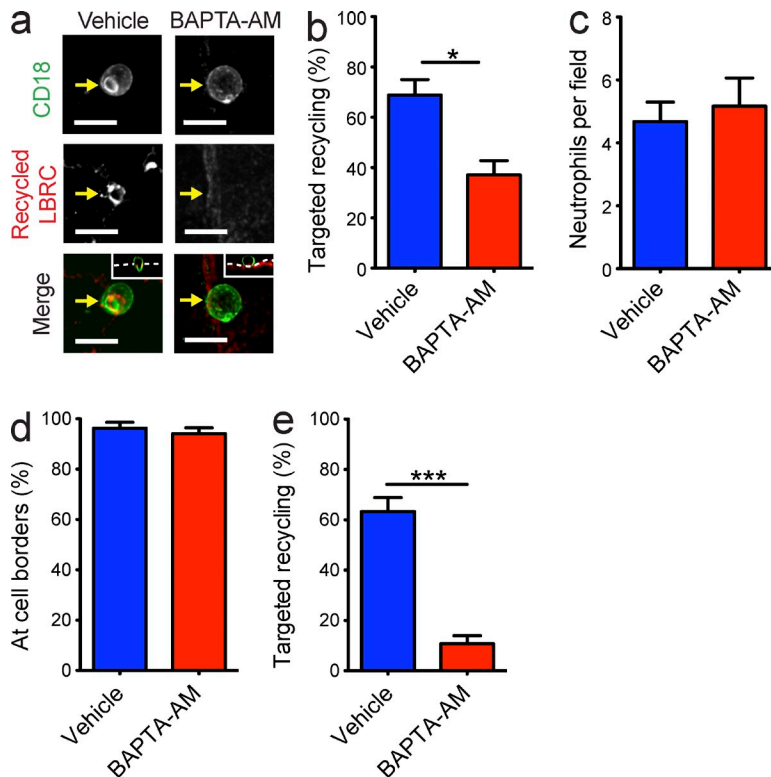 a
Vehicle BAPTA-AM
CD18
Recycled
LBRC
Merge
b
Targeted recycling (%)
100
80
60
40
20
0
*
Vehicle
BAPTA-AM
c
Neutrophils per field
8
6
4
2
0
Vehicle
BAPTA-AM
d
At cell borders (%)
100
80
60
40
20
0
Vehicle
BAPTA-AM
e
Targeted recycling (%)
100
80
60
40
20
0
***
Vehicle
BAPTA-AM